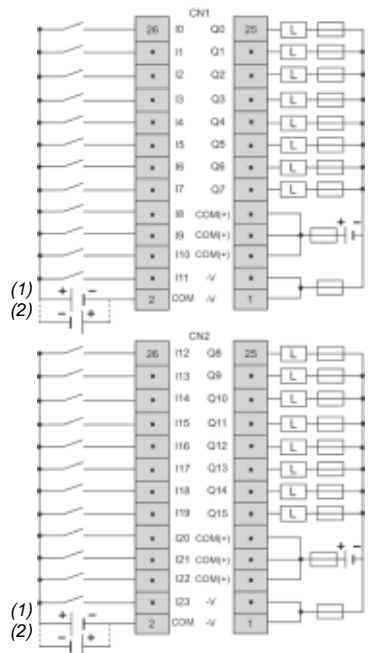 CN1
26 I0 Q0 25 L
I1 Q1 L
I2 Q2 L
I3 Q3 L
I4 Q4 L
I5 Q5 L
I6 Q6 L
I7 Q7 L
I8 COM(+) + -
I9 COM(+)
I10 COM(+)
I11 -V
(1) + - 2 COM -V 1
(2) - +
CN2
26 I12 Q8 25 L
I13 Q9 L
I14 Q10 L
I15 Q11 L
I16 Q12 L
I17 Q13 L
I18 Q14 L
I19 Q15 L
I20 COM(+) + -
I21 COM(+)
I22 COM(+)
I23 -V
(1) + - 2 COM -V 1
(2) - +